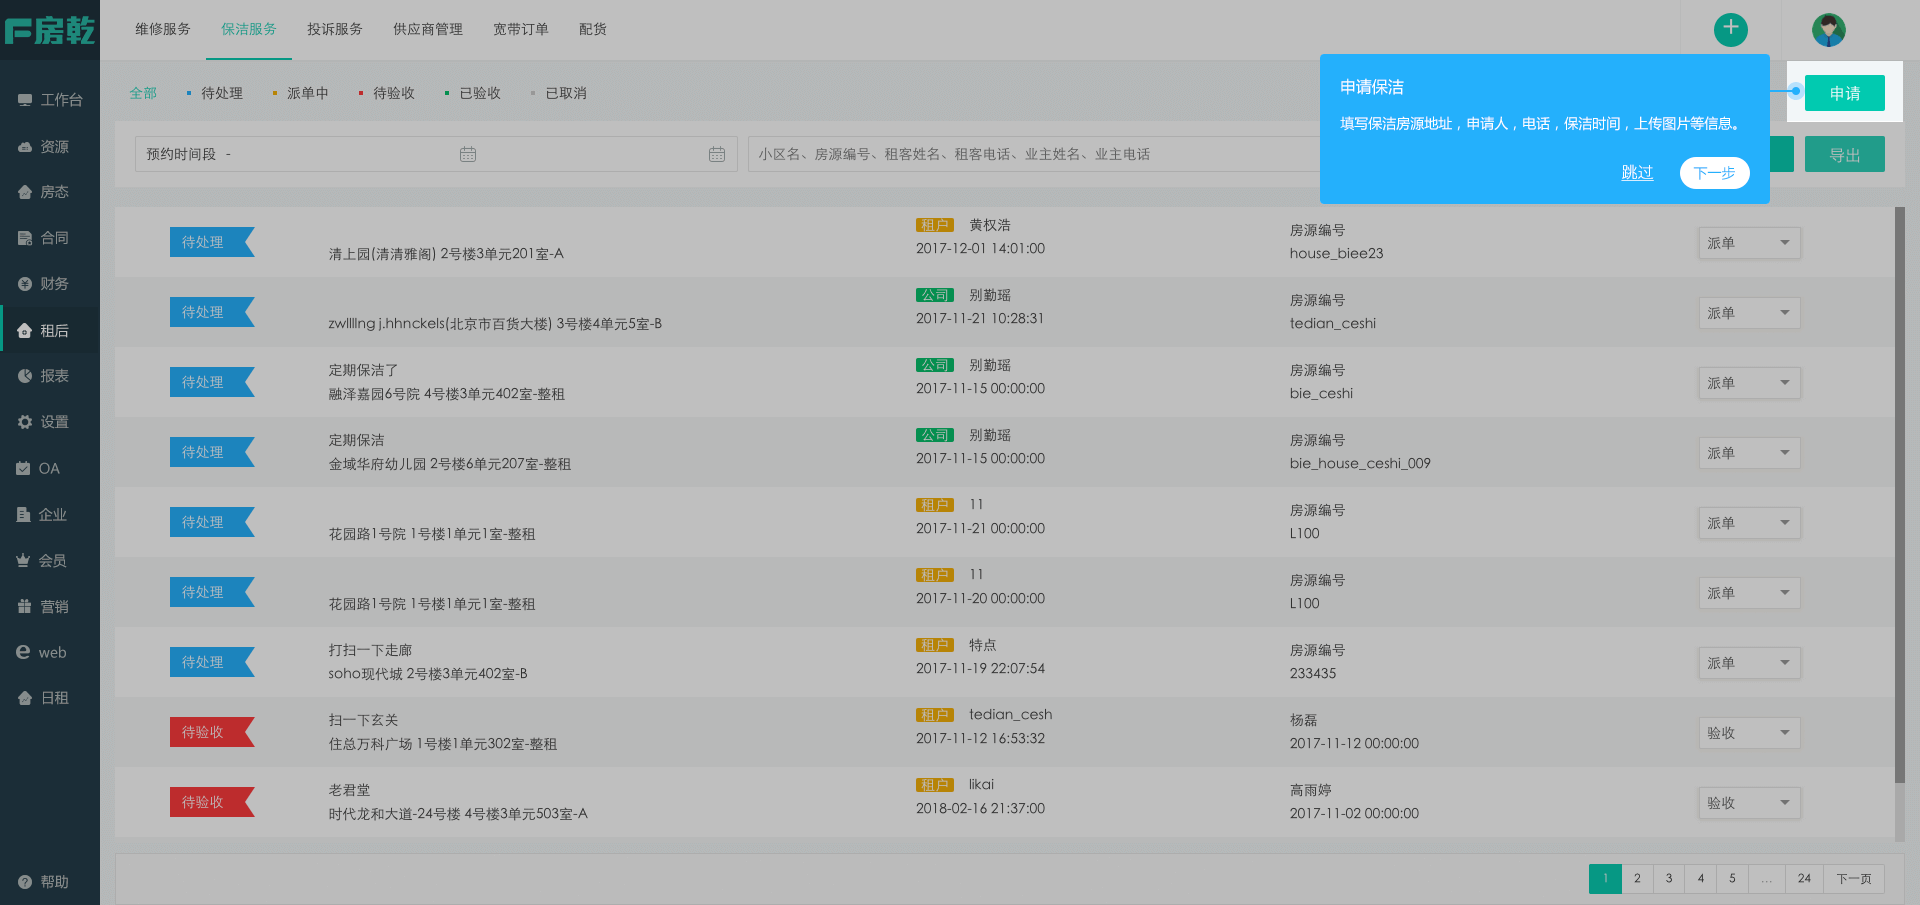 房乾
维修服务 保洁服务 投诉服务 供应商管理 宽带订单 配货
工作台
资源
房态
合同
财务
租后
报表
设置
OA
企业
会员
营销
web
日租
帮助
全部 待处理 派单中 待验收 已验收 已取消
申请
申请保洁
填写保洁房源地址，申请人，电话，保洁时间，上传图片等信息。
跳过 下一步
预约时间段 -
小区名、房源编号、租客姓名、租客电话、业主姓名、业主电话
导出
待处理
清上园(清清雅阁) 2号楼3单元201室-A
租户 黄权浩
2017-12-01 14:01:00
房源编号
house_biee23
派单
待处理
zwllllng j.hhnckels(北京市百货大楼) 3号楼4单元5室-B
公司 别勤瑶
2017-11-21 10:28:31
房源编号
tedian_ceshi
派单
待处理
定期保洁了
融泽嘉园6号院 4号楼3单元402室-整租
公司 别勤瑶
2017-11-15 00:00:00
房源编号
bie_ceshi
派单
待处理
定期保洁
金域华府幼儿园 2号楼6单元207室-整租
公司 别勤瑶
2017-11-15 00:00:00
房源编号
bie_house_ceshi_009
派单
待处理
花园路1号院 1号楼1单元1室-整租
租户 11
2017-11-21 00:00:00
房源编号
L100
派单
待处理
花园路1号院 1号楼1单元1室-整租
租户 11
2017-11-20 00:00:00
房源编号
L100
派单
待处理
打扫一下走廊
soho现代城 2号楼3单元402室-B
租户 特点
2017-11-19 22:07:54
房源编号
233435
派单
待验收
扫一下玄关
住总万科广场 1号楼1单元302室-整租
租户 tedian_cesh
2017-11-12 16:53:32
杨磊
2017-11-12 00:00:00
验收
待验收
老君堂
时代龙和大道-24号楼 4号楼3单元503室-A
租户 likai
2018-02-16 21:37:00
高雨婷
2017-11-02 00:00:00
验收
1 2 3 4 5 ... 24 下一页